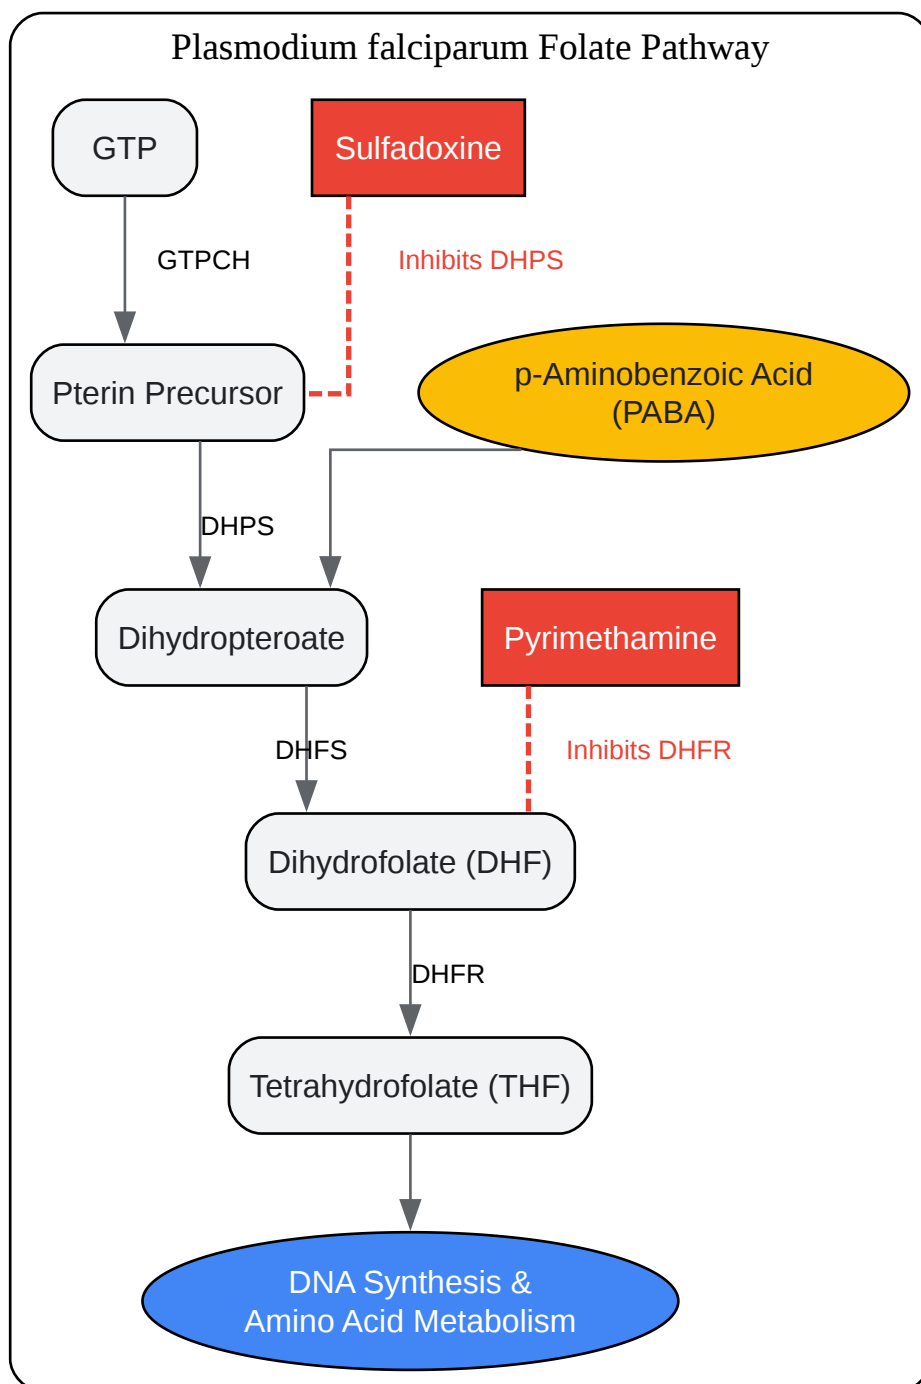 Plasmodium falciparum Folate Pathway
GTP
Sulfadoxine
GTPCH
Inhibits DHPS
Pterin Precursor
p-Aminobenzoic Acid
(PABA)
DHPS
Dihydropteroate
Pyrimethamine
DHFS
Inhibits DHFR
Dihydrofolate (DHF)
DHFR
Tetrahydrofolate (THF)
DNA Synthesis &
Amino Acid Metabolism